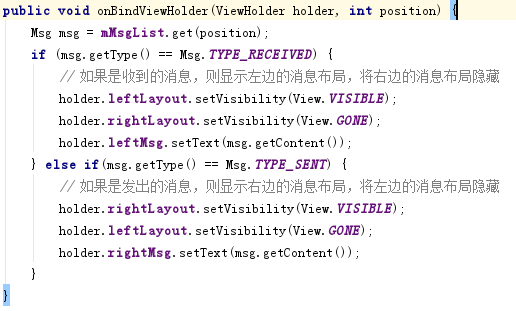 public void onBindViewHolder(ViewHolder holder, int position) {
    Msg msg = mMsgList.get(position);
    if (msg.getType() == Msg.TYPE_RECEIVED) {
        // 如果是收到的消息，则显示左边的消息布局，将右边的消息布局隐藏
        holder.leftLayout.setVisibility(View.VISIBLE);
        holder.rightLayout.setVisibility(View.GONE);
        holder.leftMsg.setText(msg.getContent());
    } else if(msg.getType() == Msg.TYPE_SENT) {
        // 如果是发出的消息，则显示右边的消息布局，将左边的消息布局隐藏
        holder.rightLayout.setVisibility(View.VISIBLE);
        holder.leftLayout.setVisibility(View.GONE);
        holder.rightMsg.setText(msg.getContent());
    }
}